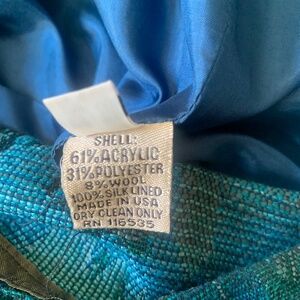 SHELL:
61%ACRYLIC
31%POLYESTER
8%WOOL
100%SILK LINED
MADE IN USA
DRY CLEAN ONLY
RN 116535